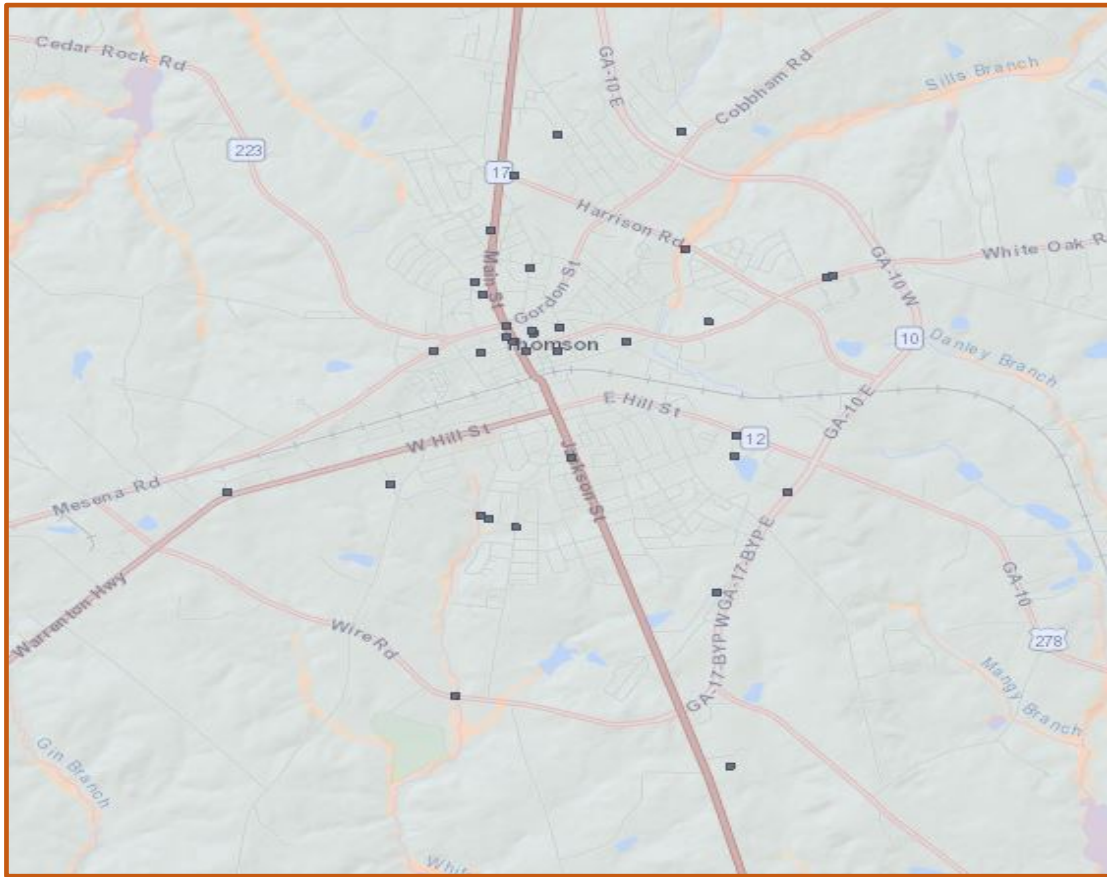 Cedar Rock Rd
GA-10 E
Cobbham Rd
Sills Branch
223
17
Harrison Rd
White Oak R
Main St
Gordon St
GA-10 W
Thomson
10
Danley Branch
E Hill St
GA-10 E
W Hill St
12
Jackson St
Mesena Rd
GA-17-BYP E
GA-10
Warrenton Hwy
Wire Rd
GA-17-BYP W
278
Mangy Branch
Gin Branch
Whit